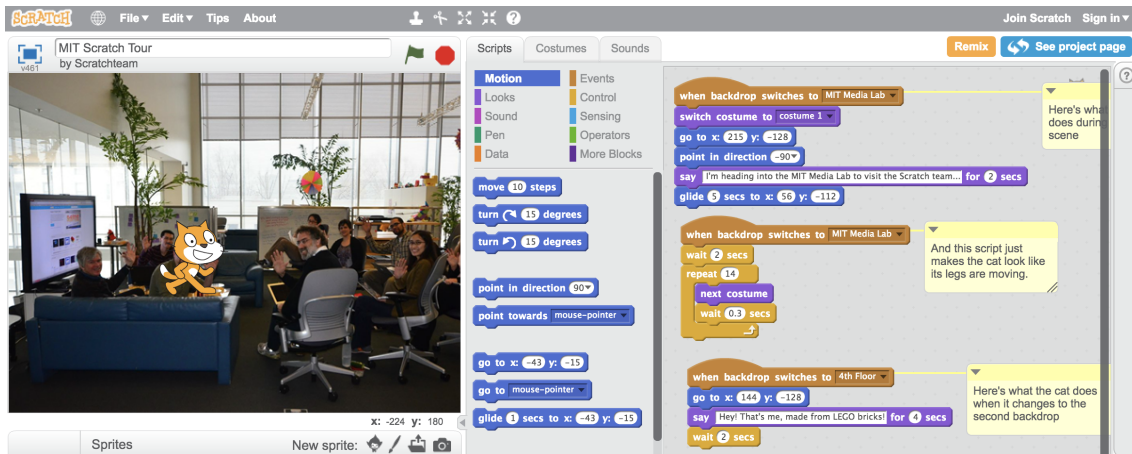 SCRATCH File Edit Tips About Join Scratch Sign in
MIT Scratch Tour
by Scratchteam
v461
Scripts Costumes Sounds
Remix See project page
Motion Events
Looks Control
Sound Sensing
Pen Operators
Data More Blocks
move 10 steps
turn 15 degrees
turn 15 degrees
point in direction 90
point towards mouse-pointer
go to x: -43 y: -15
go to mouse-pointer
glide 1 secs to x: -43 y: -15
when backdrop switches to MIT Media Lab
switch costume to costume 1
go to x: 215 y: -128
point in direction -90
say I'm heading into the MIT Media Lab to visit the Scratch team... for 2 secs
glide 5 secs to x: 56 y: -112
Here's what
does during
scene
when backdrop switches to MIT Media Lab
wait 2 secs
repeat 14
next costume
wait 0.3 secs
And this script just
makes the cat look like
its legs are moving.
when backdrop switches to 4th Floor
go to x: 144 y: -128
say Hey! That's me, made from LEGO bricks! for 4 secs
wait 2 secs
Here's what the cat does
when it changes to the
second backdrop
x: -224 y: 180
Sprites New sprite: